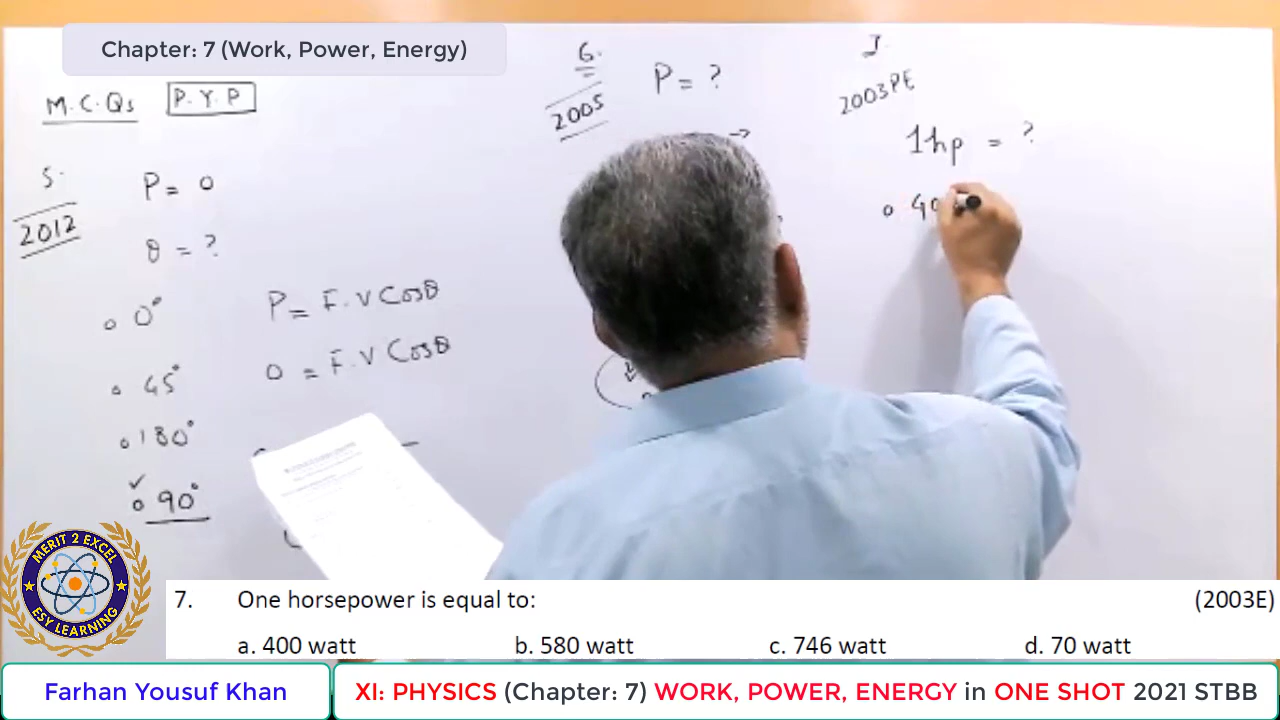 Chapter: 7 (Work, Power, Energy)
M.C.Qs P.Y.P
5.
2012
P = 0
θ = ?
0°
45°
180°
90°
P = F.V Cosθ
0 = F.V Cosθ
6.
2005
P = ?
7.
2003PE
1hp = ?
MERIT 2 EXCEL
ESY LEARNING
7. One horsepower is equal to: (2003E)
a. 400 watt b. 580 watt c. 746 watt d. 70 watt
Farhan Yousuf Khan
XI: PHYSICS (Chapter: 7) WORK, POWER, ENERGY in ONE SHOT 2021 STBB